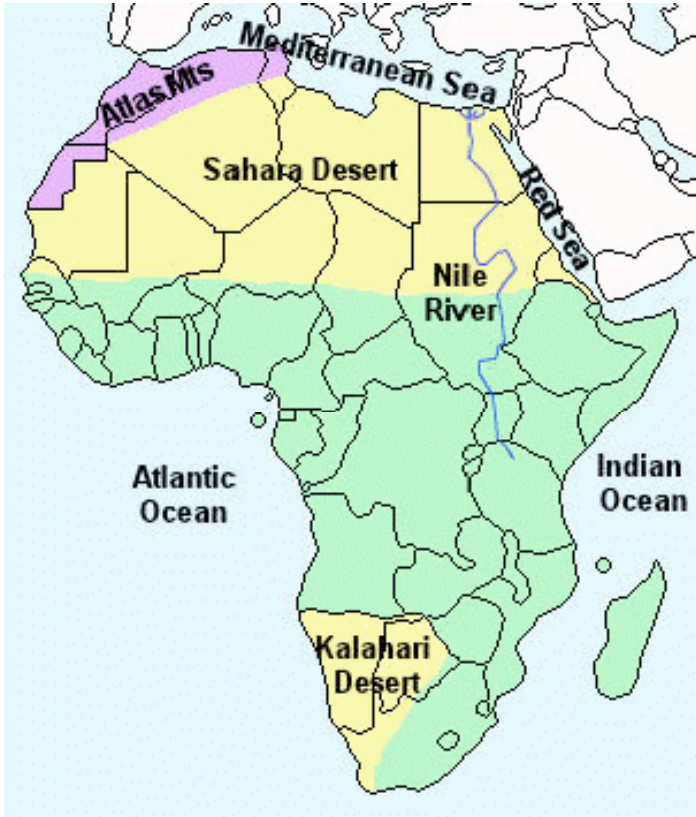 Mediterranean Sea
Atlas Mts
Sahara Desert
Red Sea
Nile
River
Atlantic
Ocean
Indian
Ocean
Kalahari
Desert